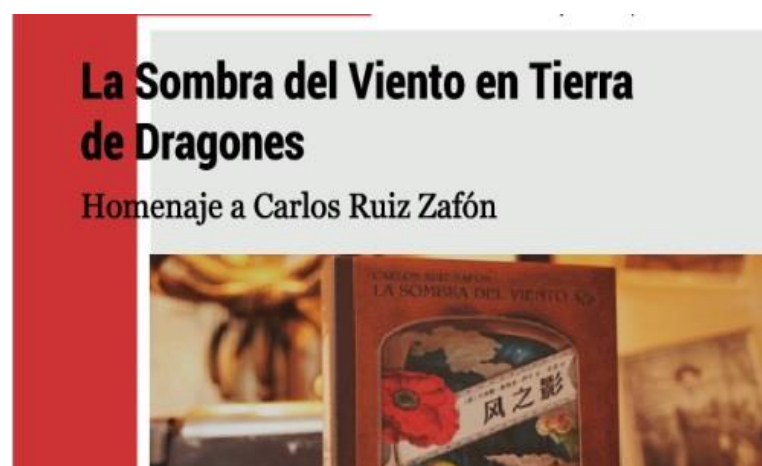 La Sombra del Viento en Tierra
de Dragones
Homenaje a Carlos Ruiz Zafón
CARLOS RUIZ ZAFÓN
LA SOMBRA DEL VIENTO
风之影